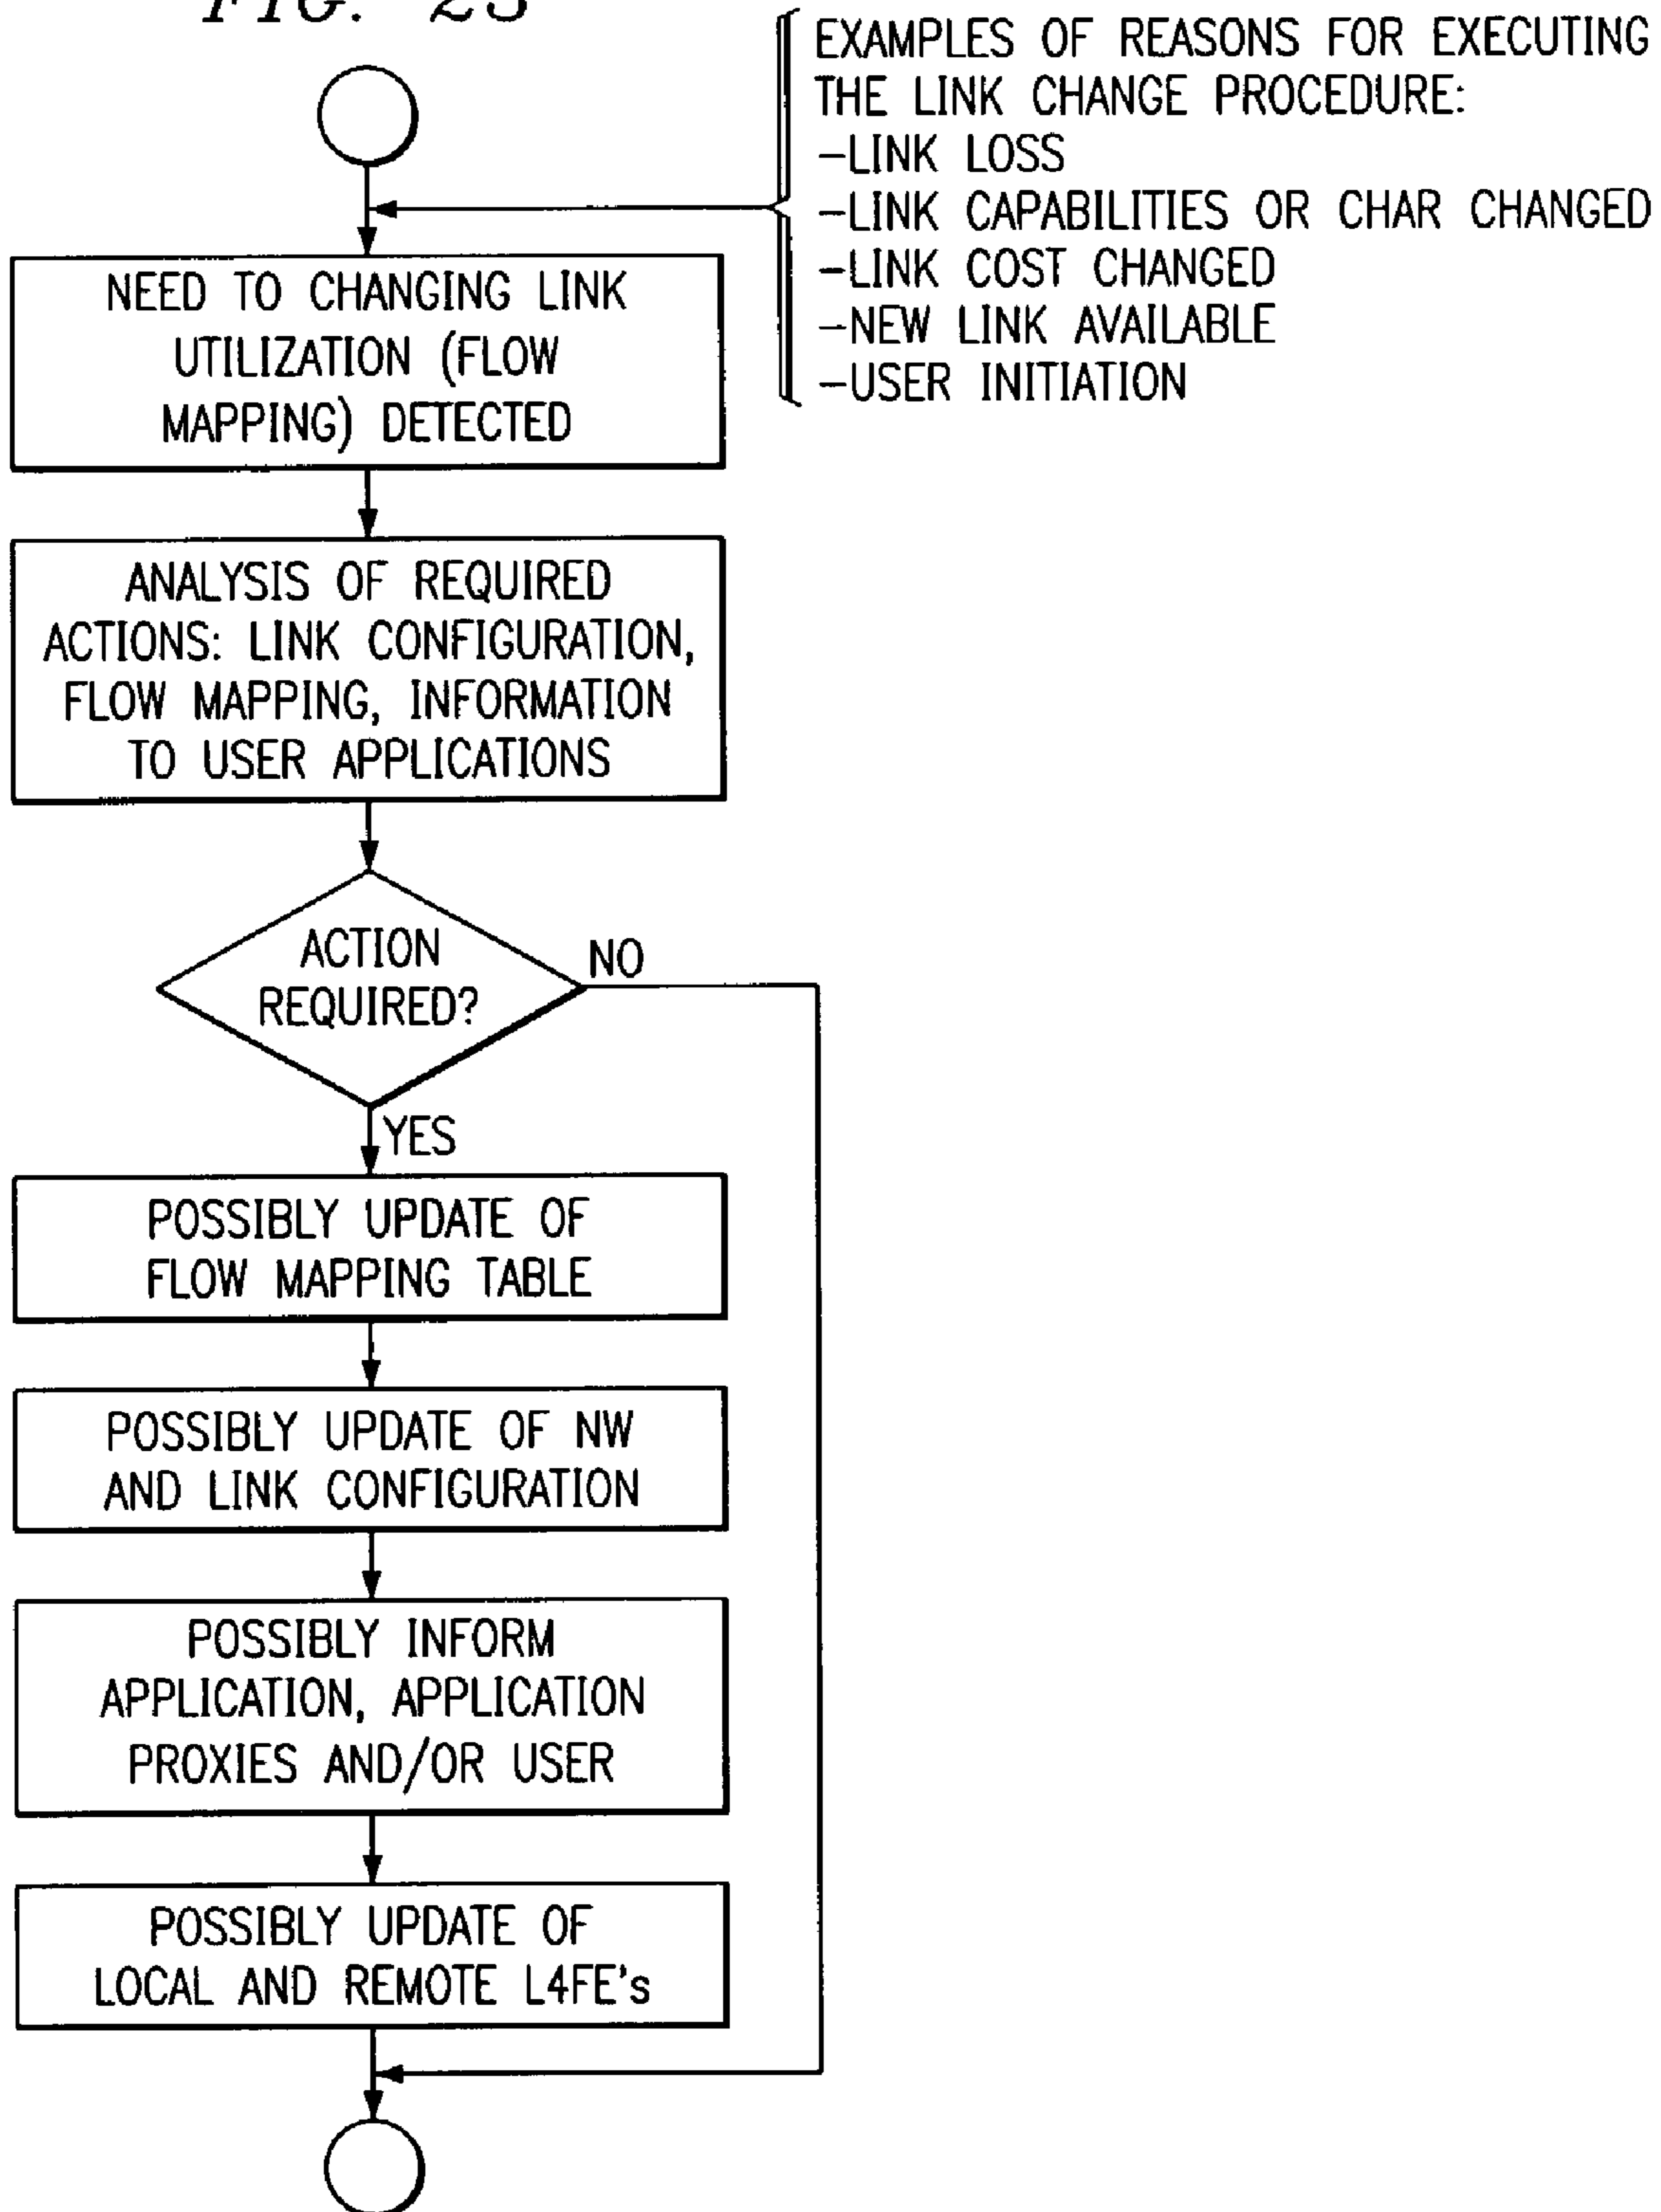 FIG. 23
EXAMPLES OF REASONS FOR EXECUTING
THE LINK CHANGE PROCEDURE:
-LINK LOSS
-LINK CAPABILITIES OR CHAR CHANGED
-LINK COST CHANGED
-NEW LINK AVAILABLE
-USER INITIATION
NEED TO CHANGING LINK
UTILIZATION (FLOW
MAPPING) DETECTED
ANALYSIS OF REQUIRED
ACTIONS: LINK CONFIGURATION,
FLOW MAPPING, INFORMATION
TO USER APPLICATIONS
ACTION
REQUIRED?
NO
YES
POSSIBLY UPDATE OF
FLOW MAPPING TABLE
POSSIBLY UPDATE OF NW
AND LINK CONFIGURATION
POSSIBLY INFORM
APPLICATION, APPLICATION
PROXIES AND/OR USER
POSSIBLY UPDATE OF
LOCAL AND REMOTE L4FE's